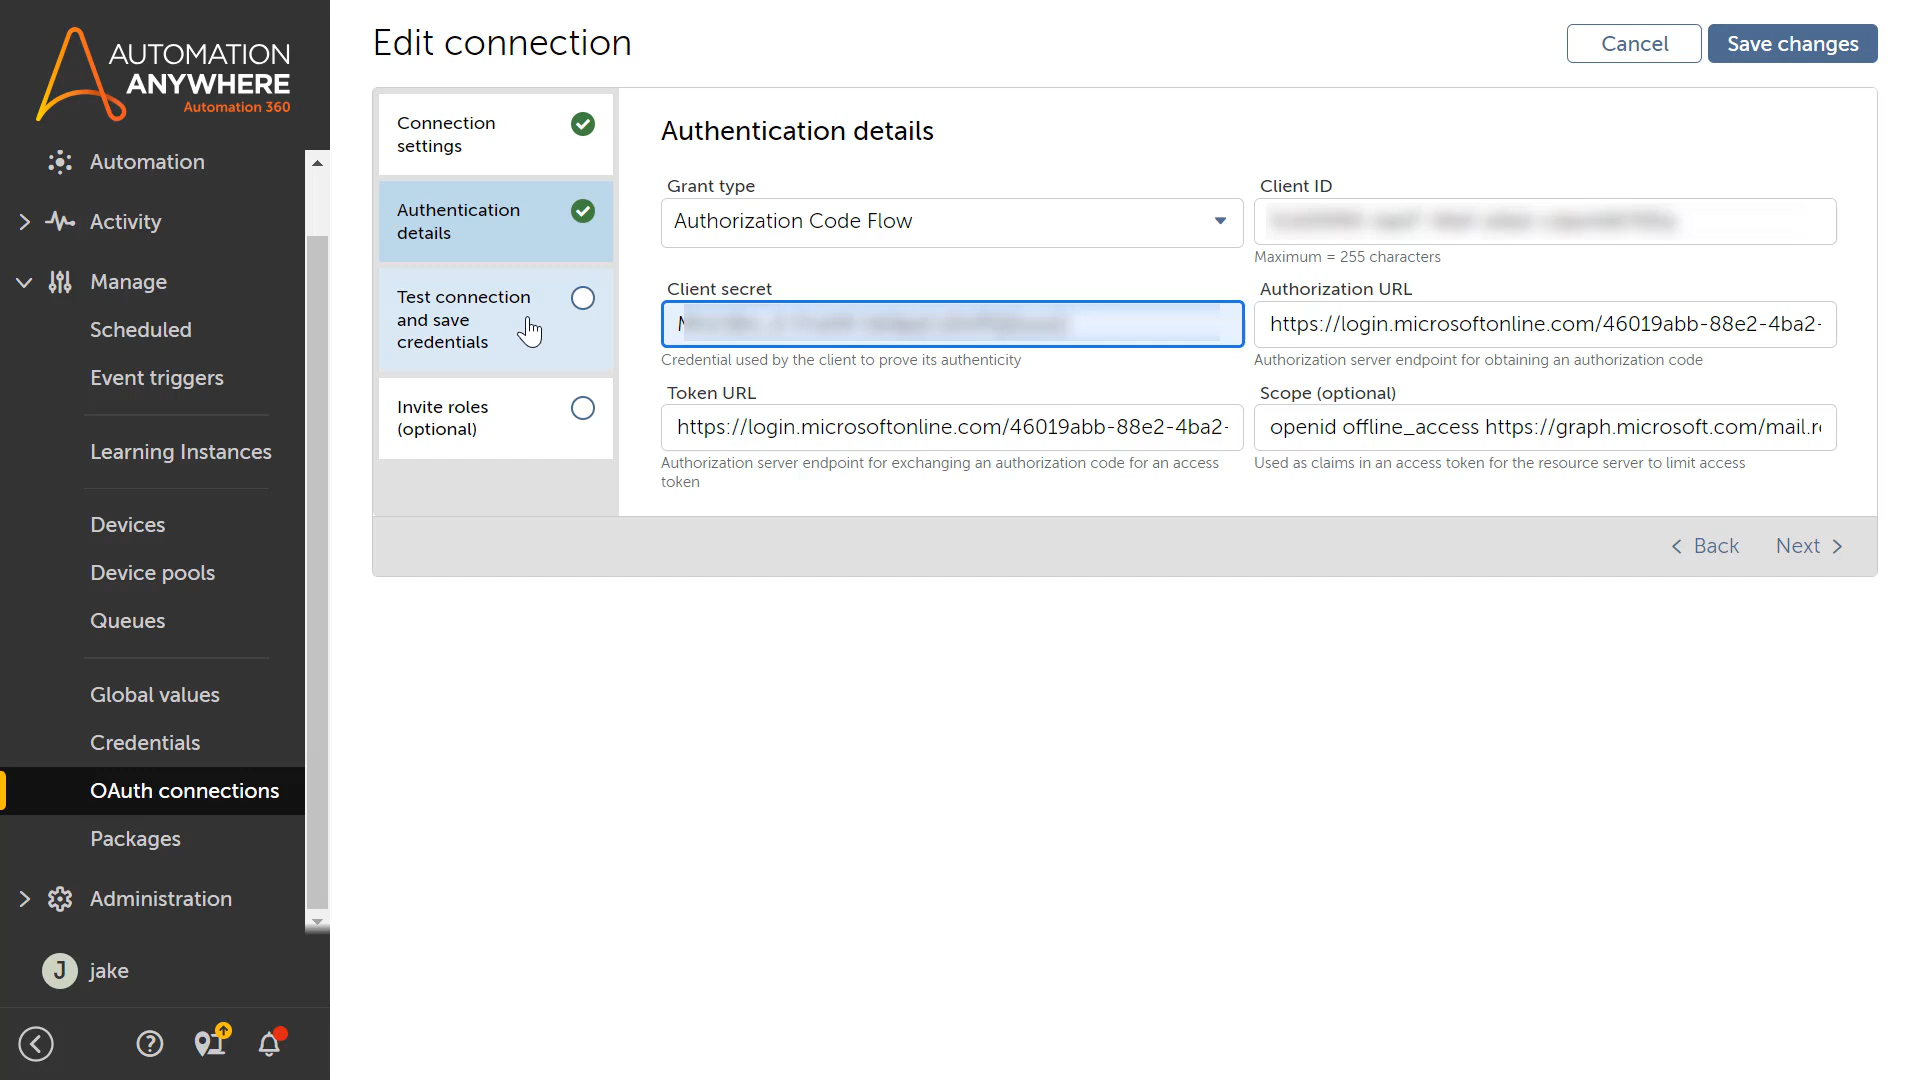 AUTOMATION
ANYWHERE
Automation 360
Automation
Activity
Manage
Scheduled
Event triggers
Learning Instances
Devices
Device pools
Queues
Global values
Credentials
OAuth connections
Packages
Administration
J
jake
Edit connection
Cancel
Save changes
Connection
settings
Authentication
details
Test connection
and save
credentials
Invite roles
(optional)
Authentication details
Grant type
Authorization Code Flow
Client ID
Maximum = 255 characters
Client secret
Credential used by the client to prove its authenticity
Authorization URL
https://login.microsoftonline.com/46019abb-88e2-4ba2-
Authorization server endpoint for obtaining an authorization code
Token URL
https://login.microsoftonline.com/46019abb-88e2-4ba2-
Authorization server endpoint for exchanging an authorization code for an access
token
Scope (optional)
openid offline_access https://graph.microsoft.com/mail.r
Used as claims in an access token for the resource server to limit access
Back
Next